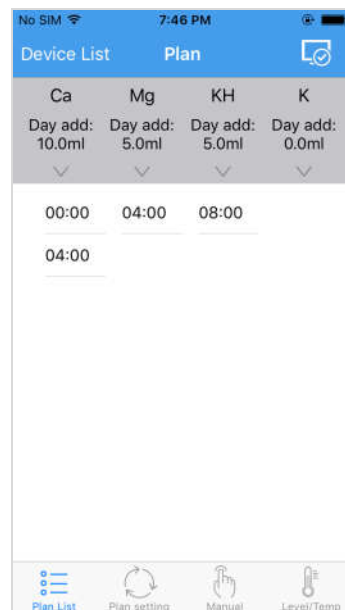 No SIM 7:46 PM
Device List Plan
Ca Mg KH K
Day add: Day add: Day add: Day add:
10.0ml 5.0ml 5.0ml 0.0ml
00:00 04:00 08:00
04:00
Plan List Plan setting Manual Level/Temp